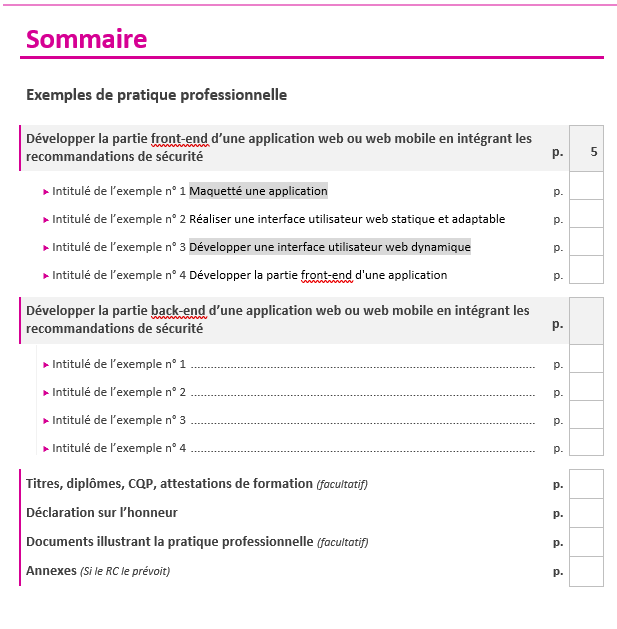 Sommaire
Exemples de pratique professionnelle
Développer la partie front-end d’une application web ou web mobile en intégrant les
recommandations de sécurité p. 5
▸ Intitulé de l’exemple n° 1 Maquetté une application p.
▸ Intitulé de l’exemple n° 2 Réaliser une interface utilisateur web statique et adaptable p.
▸ Intitulé de l’exemple n° 3 Développer une interface utilisateur web dynamique p.
▸ Intitulé de l’exemple n° 4 Développer la partie front-end d'une application p.
Développer la partie back-end d’une application web ou web mobile en intégrant les
recommandations de sécurité p.
▸ Intitulé de l’exemple n° 1 ........................................................ p.
▸ Intitulé de l’exemple n° 2 ........................................................ p.
▸ Intitulé de l’exemple n° 3 ........................................................ p.
▸ Intitulé de l’exemple n° 4 ........................................................ p.
Titres, diplômes, CQP, attestations de formation (facultatif) p.
Déclaration sur l’honneur p.
Documents illustrant la pratique professionnelle (facultatif) p.
Annexes (Si le RC le prévoit) p.